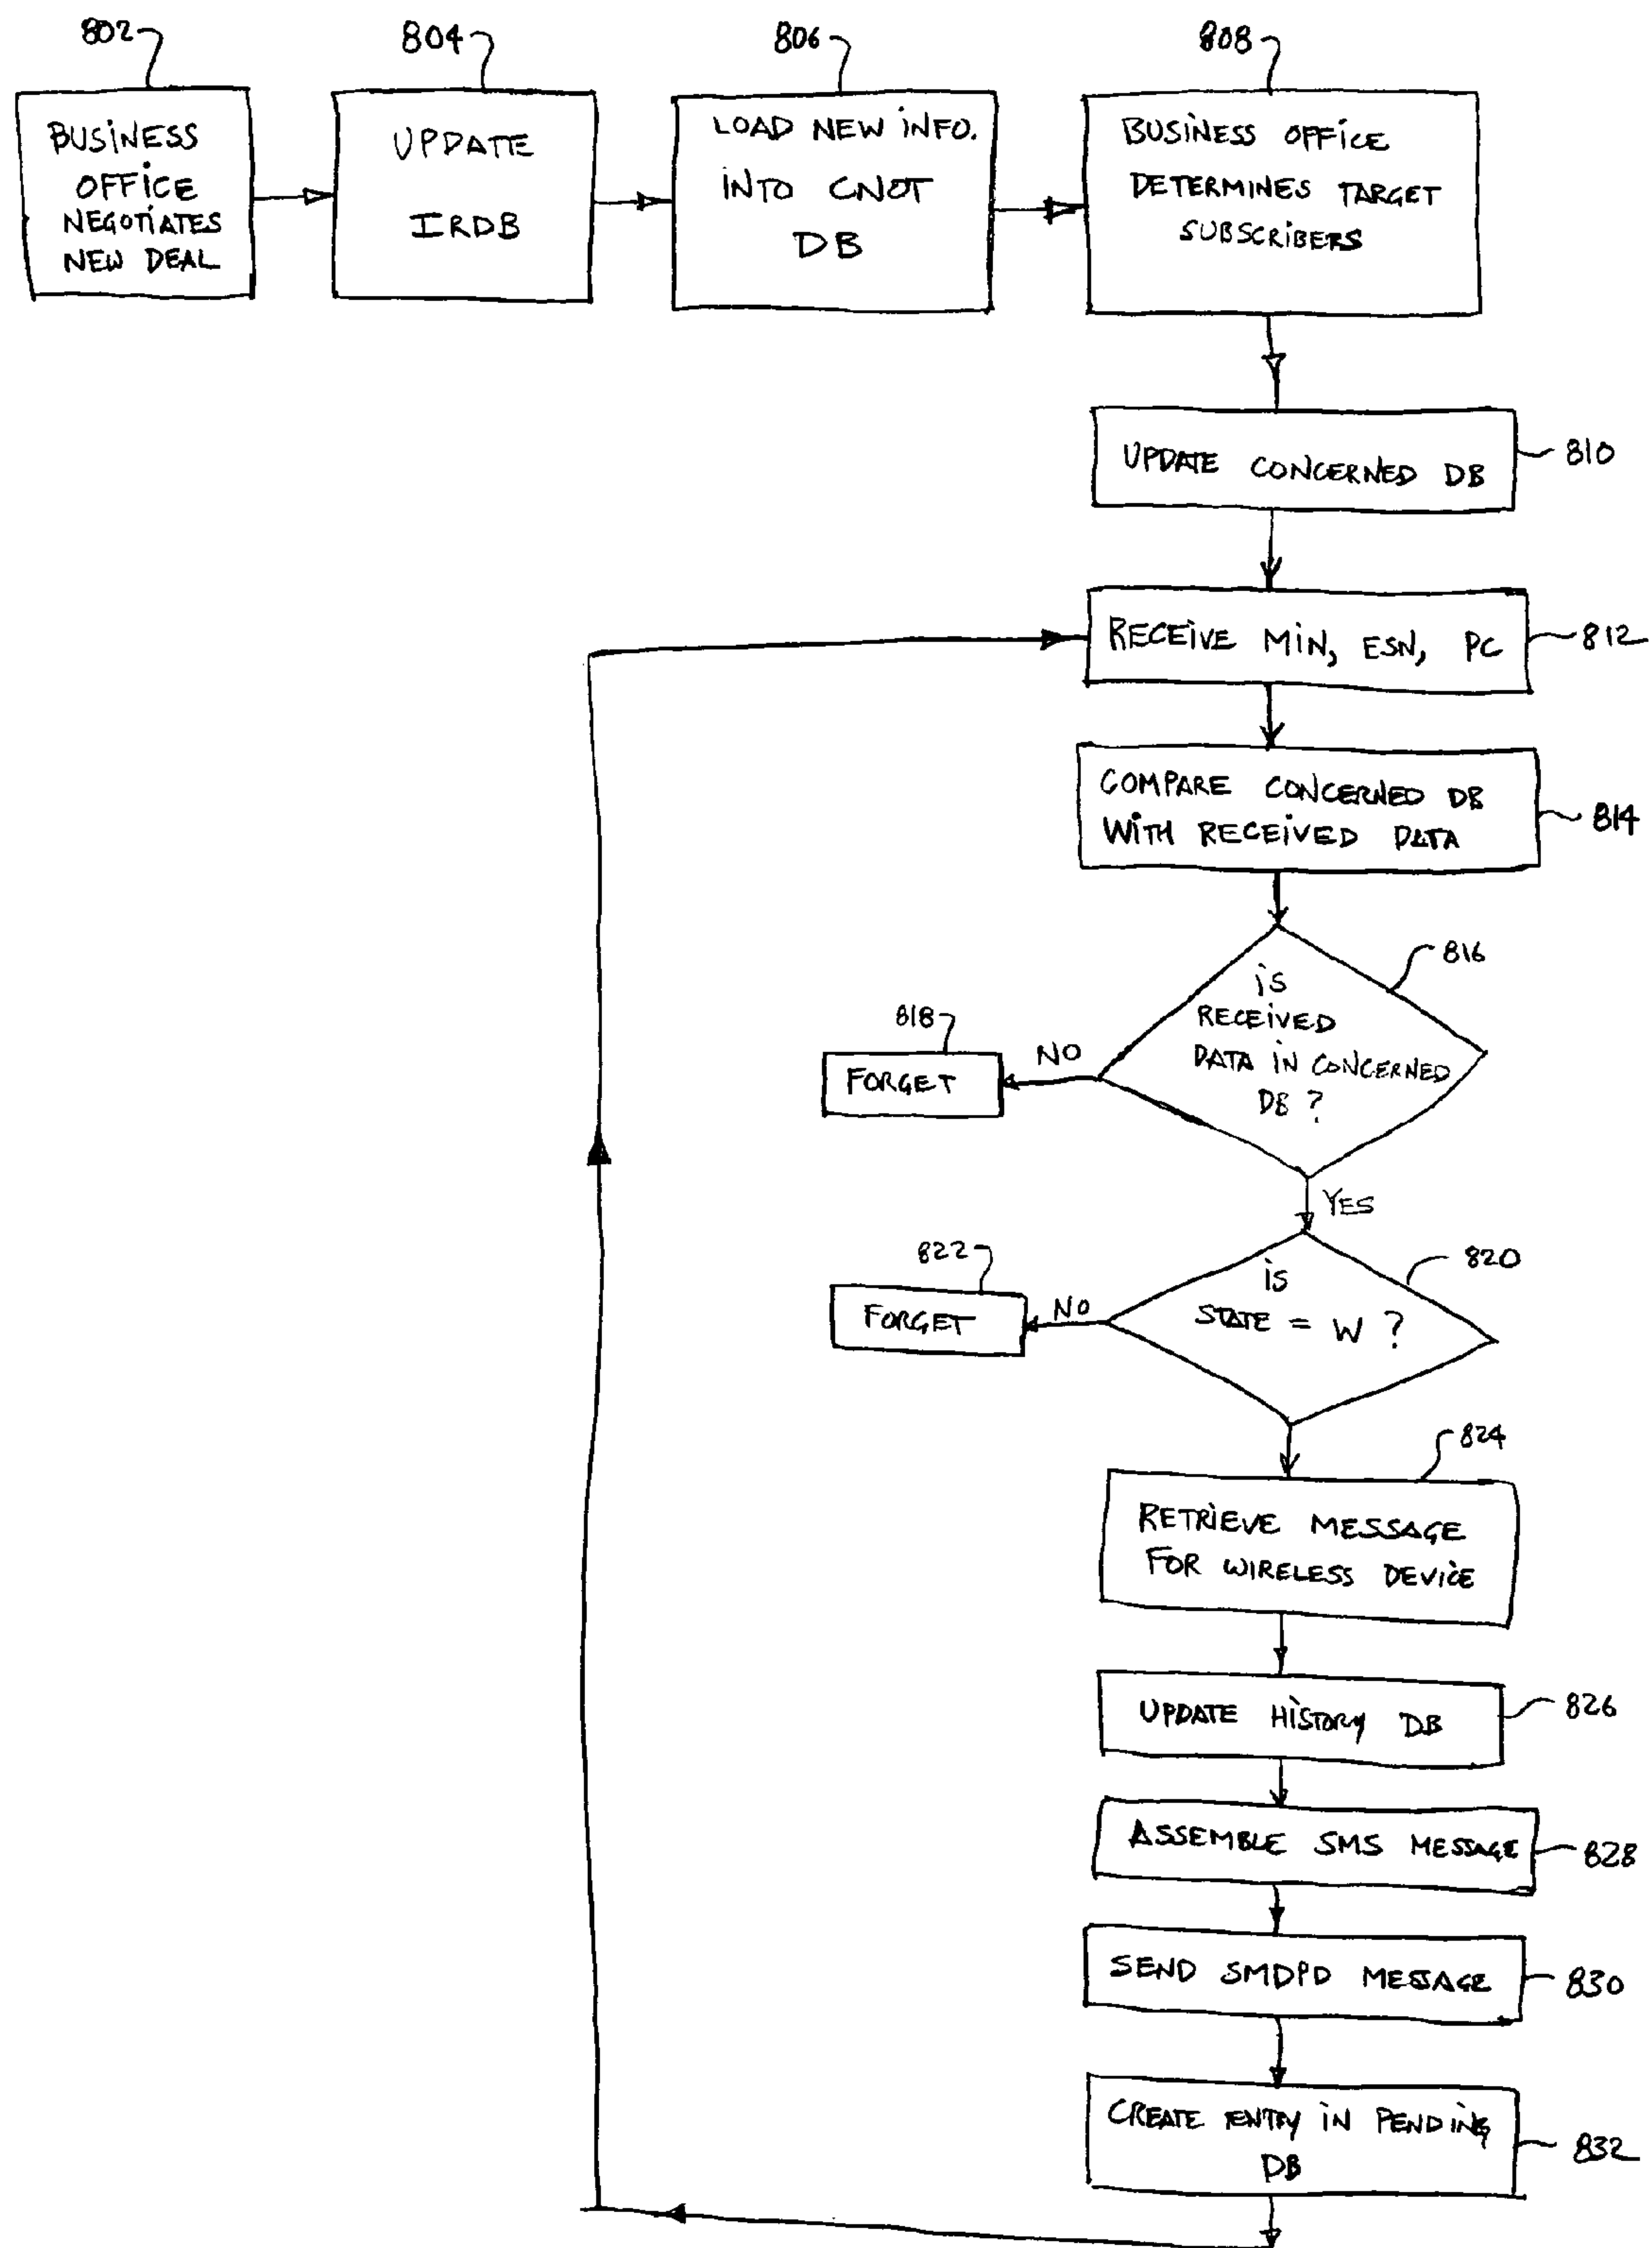 802
804
806
808
BUSINESS
OFFICE
NEGOTIATES
NEW DEAL
UPDATE
IRDB
LOAD NEW INFO.
INTO CNOT
DB
BUSINESS OFFICE
DETERMINES TARGET
SUBSCRIBERS
UPDATE CONCERNED DB
810
RECEIVE MIN, ESN, PC
812
COMPARE CONCERNED DB
WITH RECEIVED DATA
814
816
IS
RECEIVED
DATA IN CONCERNED
DB ?
818
NO
FORGET
YES
820
IS
STATE = W ?
822
NO
FORGET
824
RETRIEVE MESSAGE
FOR WIRELESS DEVICE
UPDATE HISTORY DB
826
ASSEMBLE SMS MESSAGE
828
SEND SMDPD MESSAGE
830
CREATE ENTRY IN PENDING
DB
832